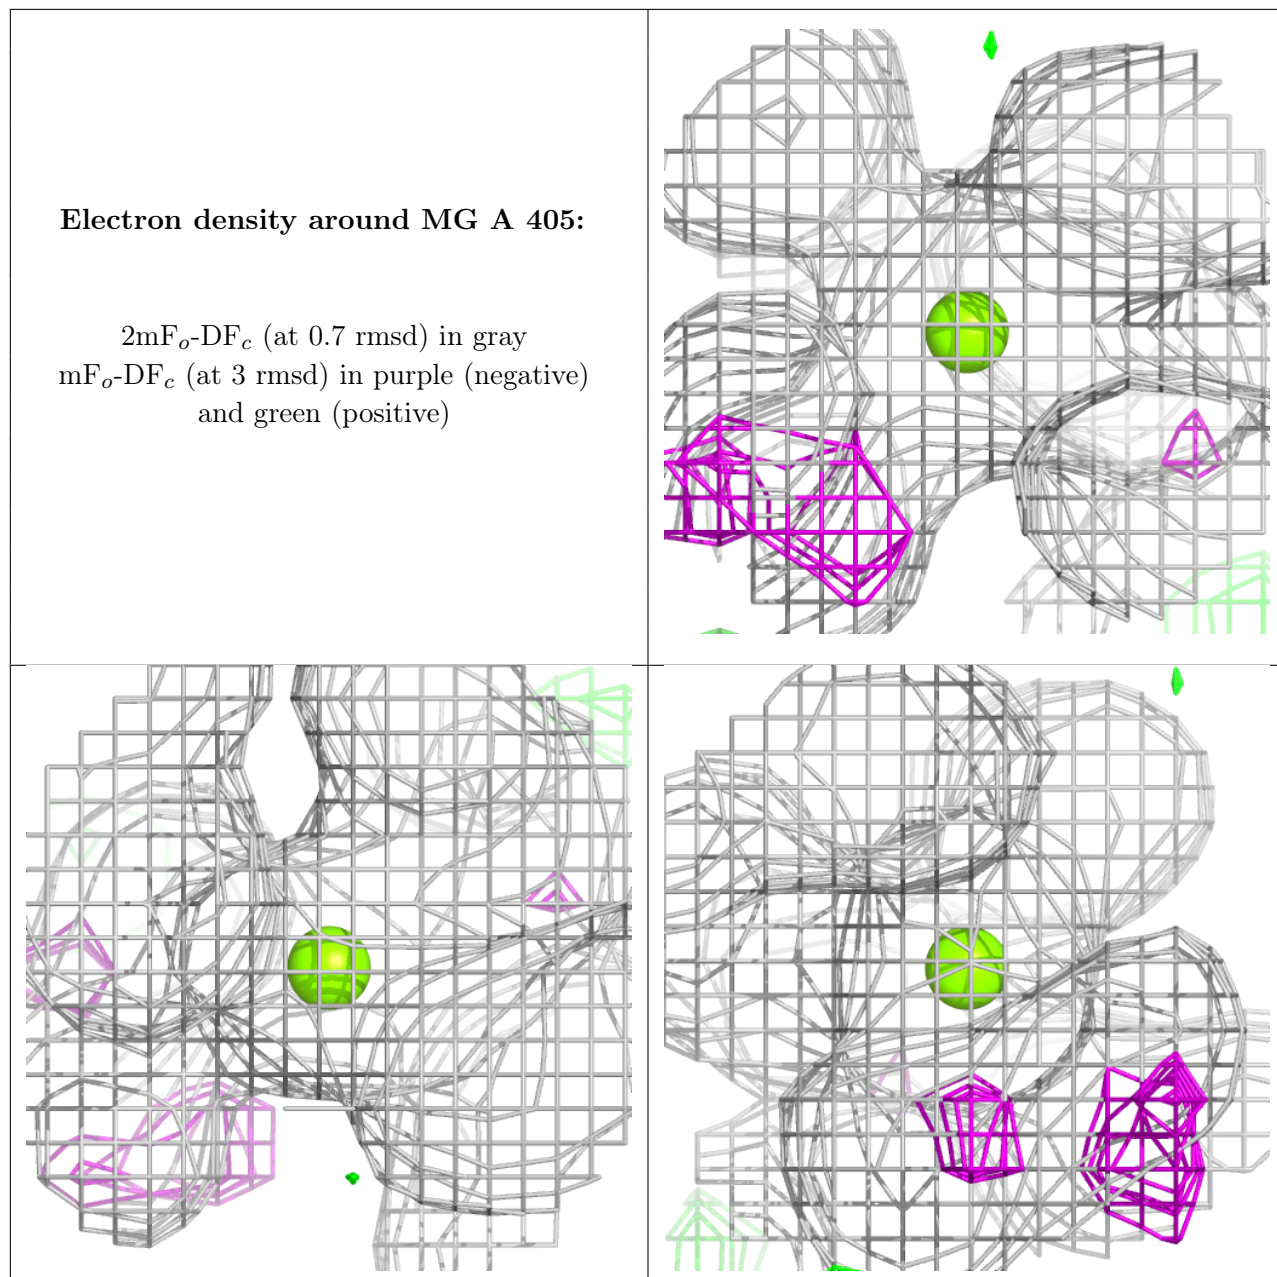 Electron density around MG A 405:
2mFo-DFc (at 0.7 rmsd) in gray
mFo-DFc (at 3 rmsd) in purple (negative)
and green (positive)